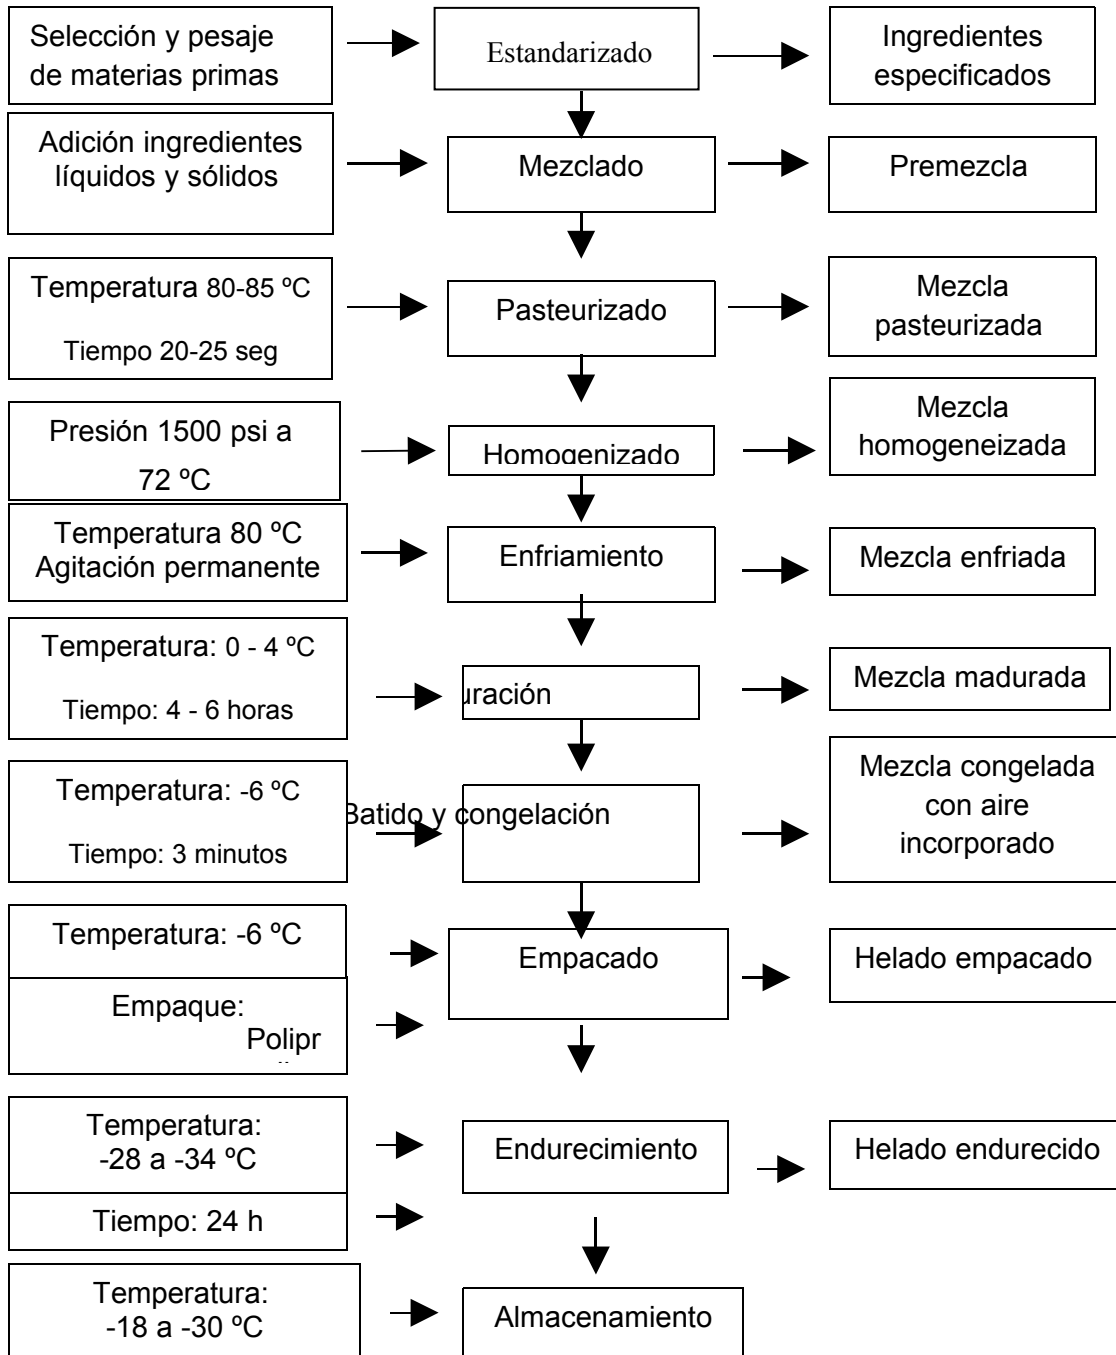 Selección y pesaje
de materias primas
Estandarizado
Ingredientes
especificados
Adición ingredientes
líquidos y sólidos
Mezclado
Premezcla
Temperatura 80-85 ºC
Tiempo 20-25 seg
Pasteurizado
Mezcla
pasteurizada
Presión 1500 psi a
72 ºC
Homogenizado
Mezcla
homogeneizada
Temperatura 80 ºC
Agitación permanente
Enfriamiento
Mezcla enfriada
Temperatura: 0 - 4 ºC
Tiempo: 4 - 6 horas
uración
Mezcla madurada
Temperatura: -6 ºC
Tiempo: 3 minutos
Batido y congelación
Mezcla congelada
con aire
incorporado
Temperatura: -6 ºC
Empaque:
Polipr
Empacado
Helado empacado
Temperatura:
-28 a -34 ºC
Tiempo: 24 h
Endurecimiento
Helado endurecido
Temperatura:
-18 a -30 ºC
Almacenamiento